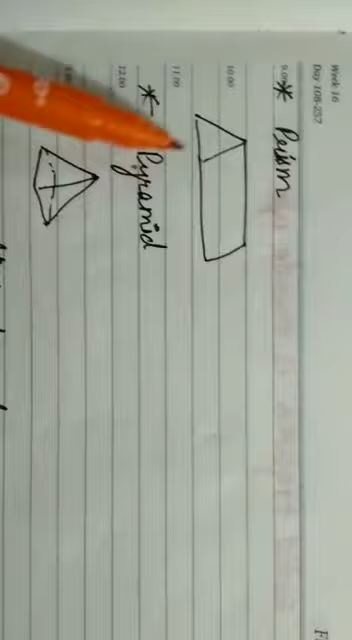 Week 16
Day 108-257
9.00
* Prism
10.00
11.00
* Pyramid
12.00